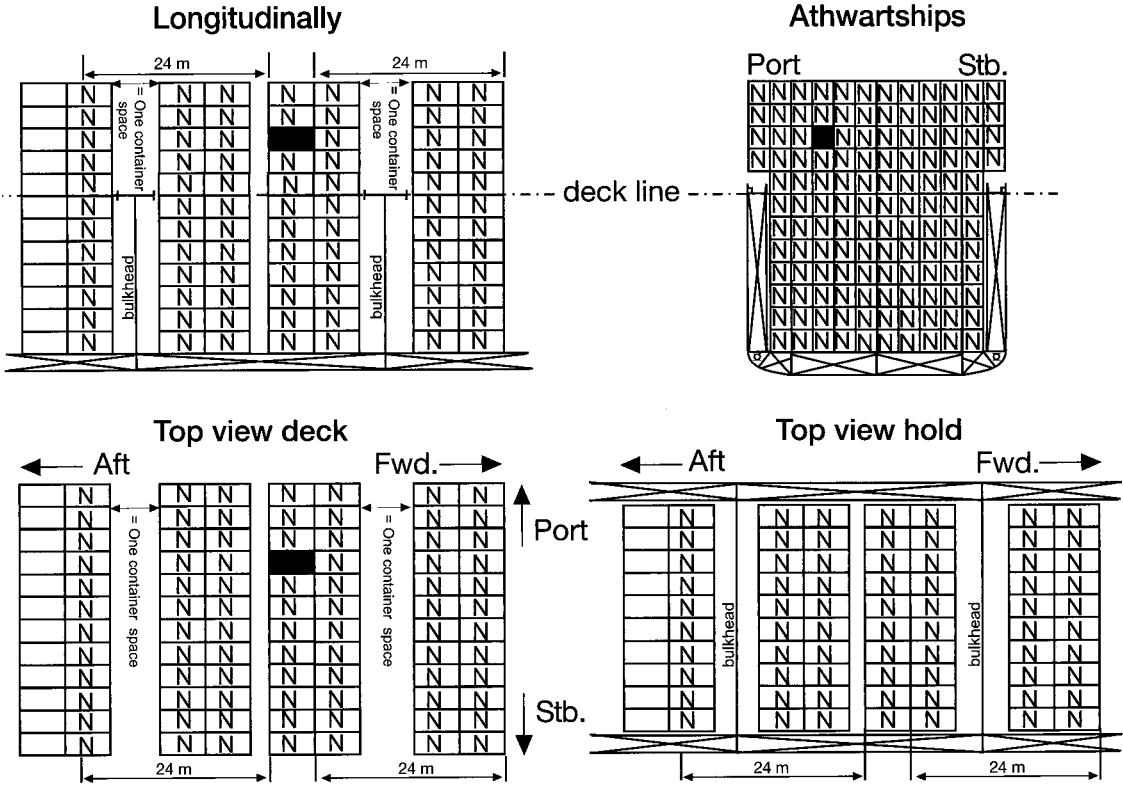 Longitudinally
24 m
24 m
N N N N N N N
N N N N N N N
N N N N N N
N N N N N N N
N N N N N N N
N N N N N N N
N N N N N N N
N N N N N N N
N N N N N N N
N N N N N N N
N N N N N N N
N N N N N N N
= One container
space
= One container
space
bulkhead
bulkhead
deck line
Athwartships
Port
Stb.
N N N N N N N N N N N N
N N N N N N N N N N N N
N N N N N N N N N N N
N N N N N N N N N N N N
N N N N N N N N N N
N N N N N N N N N N
N N N N N N N N N N
N N N N N N N N N N
N N N N N N N N N N
N N N N N N N N N N
N N N N N N N N N N
N N N N N N N N N N
Top view deck
Aft
Fwd.
N N N N N N N
N N N N N N N
N N N N N N N
N N N N N N
N N N N N N N
N N N N N N N
N N N N N N N
N N N N N N N
N N N N N N N
N N N N N N N
N N N N N N N
N N N N N N N
= One container space
= One container space
Port
Stb.
24 m
24 m
Top view hold
Aft
Fwd.
N N N N N N N
N N N N N N N
N N N N N N N
N N N N N N N
N N N N N N N
N N N N N N N
N N N N N N N
N N N N N N N
N N N N N N N
N N N N N N N
bulkhead
bulkhead
24 m
24 m